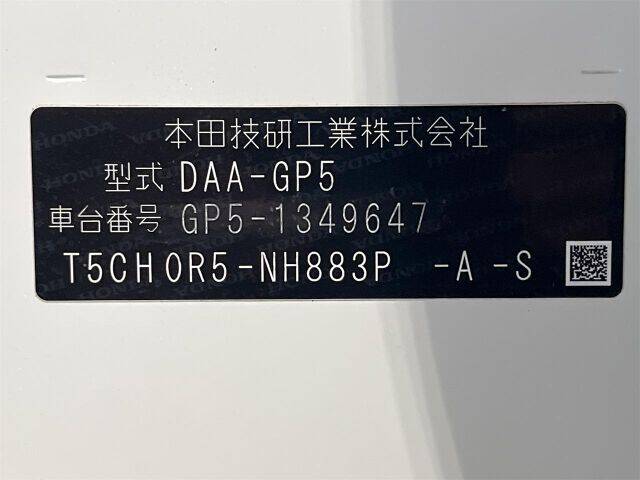 本田技研工業株式会社
型式 DAA-GP5
車台番号 GP5-1349647
T5CH0R5-NH883P -A -S